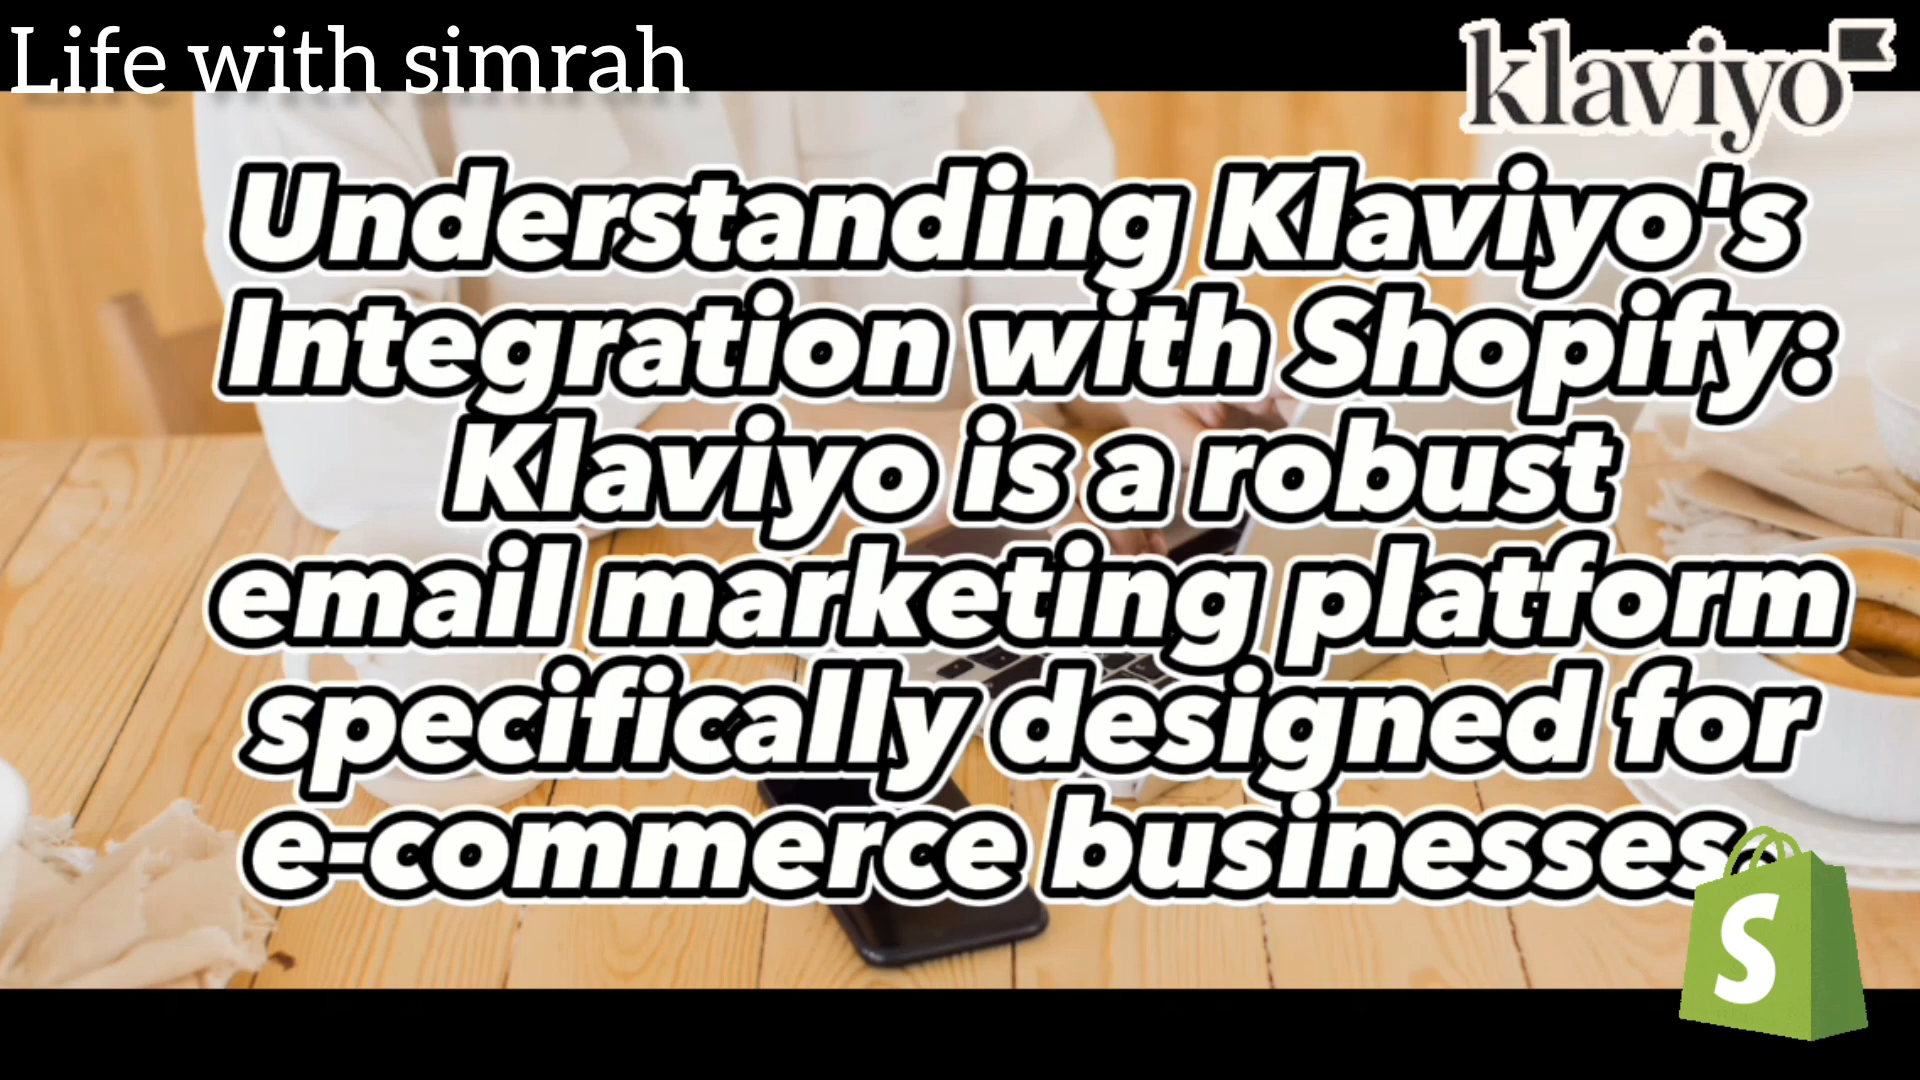 Life with simrah
klaviyo
Understanding Klaviyo's
Integration with Shopify:
Klaviyo is a robust
email marketing platform
specifically designed for
e-commerce businesses
S